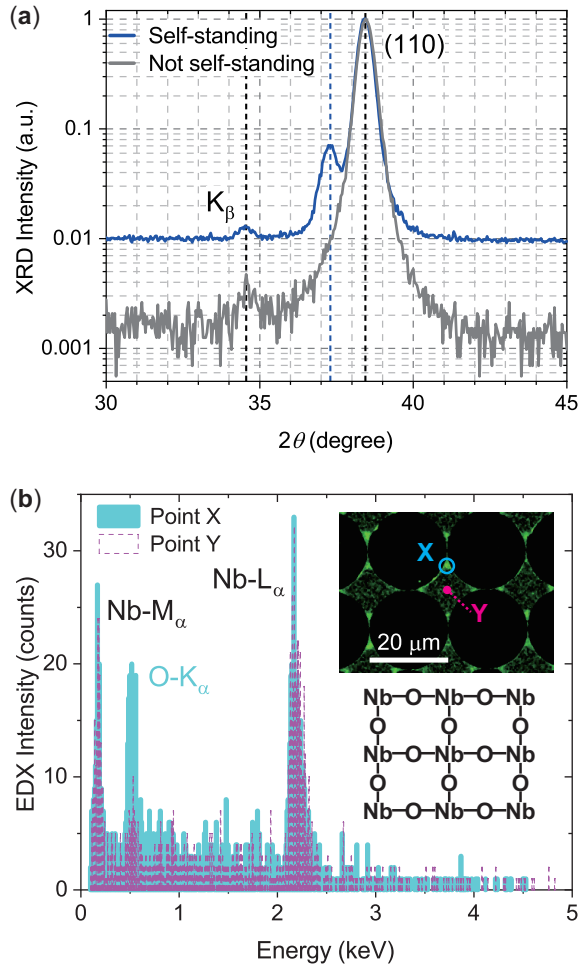 (a)
1
0.1
0.01
0.001
XRD Intensity (a.u.)
Self-standing
Not self-standing
(110)
Kβ
30 35 40 45
2θ (degree)
(b)
Point X
Point Y
30
20
10
0
EDX Intensity (counts)
Nb-Mα
O-Kα
Nb-Lα
X
Y
20 μm
Nb O Nb O Nb
O O O
Nb O Nb O Nb
O O O
Nb O Nb O Nb
0 1 2 3 4 5
Energy (keV)